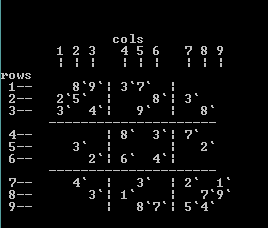 cols
1 2 3 4 5 6 7 8 9
¦ ¦ ¦ ¦ ¦ ¦ ¦ ¦ ¦
rows
1-- 8`9`¦ 3`7` ¦
2-- 2`5` ¦ 8`¦ 3`
3-- 3` 4`¦ 9` ¦ 8`
-------------------------
4-- ¦ 8` 3`¦ 7`
5-- 3` ¦ ¦ 2`
6-- 2`¦ 6` 4`¦
-------------------------
7-- 4` ¦ 3` ¦ 2` 1`
8-- 3`¦ 1` ¦ 7`9`
9-- ¦ 8`7`¦ 5`4`